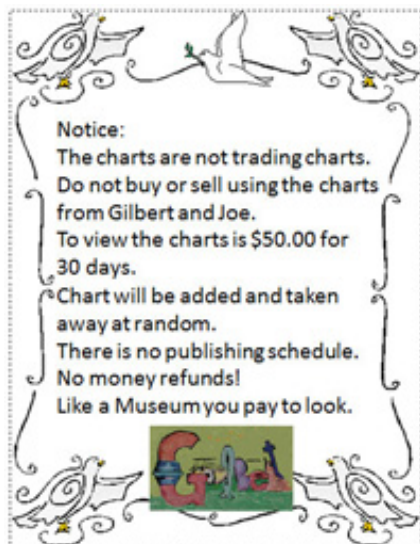 Notice:
The charts are not trading charts.
Do not buy or sell using the charts
from Gilbert and Joe.
To view the charts is $50.00 for
30 days.
Chart will be added and taken
away at random.
There is no publishing schedule.
No money refunds!
Like a Museum you pay to look.